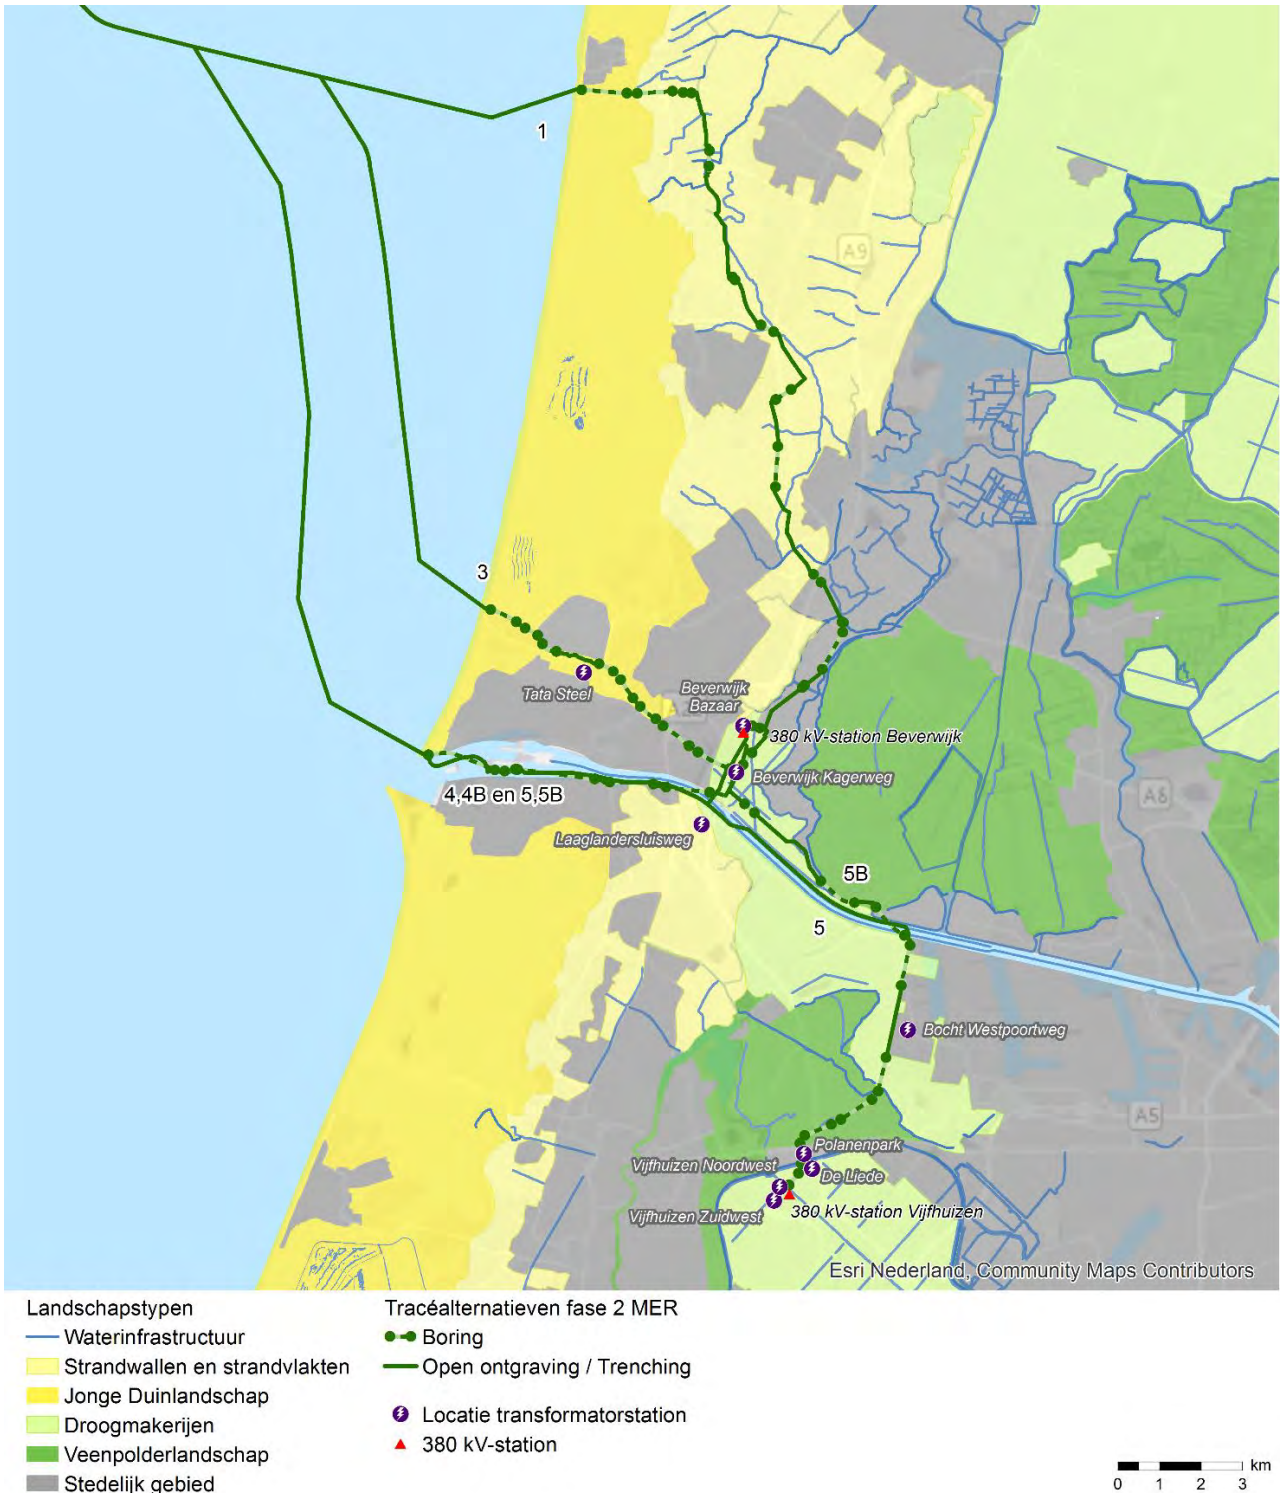 1
A9
3
Tata Steel
Beverwijk
Bazaar
380 kV-station Beverwijk
Beverwijk Kagerweg
4,4B en 5,5B
A8
Laaglandersluisweg
5B
5
Bocht Westpoortweg
A5
Polanenpark
Vijfhuizen Noordwest
De Liede
Vijfhuizen Zuidwest
380 kV-station Vijfhuizen
Esri Nederland, Community Maps Contributors
Landschapstypen
Waterinfrastructuur
Strandwallen en strandvlakten
Jonge Duinlandschap
Droogmakerijen
Veenpolderlandschap
Stedelijk gebied
Tracéalternatieven fase 2 MER
Boring
Open ontgraving / Trenching
Locatie transformatorstation
380 kV-station
km
0 1 2 3